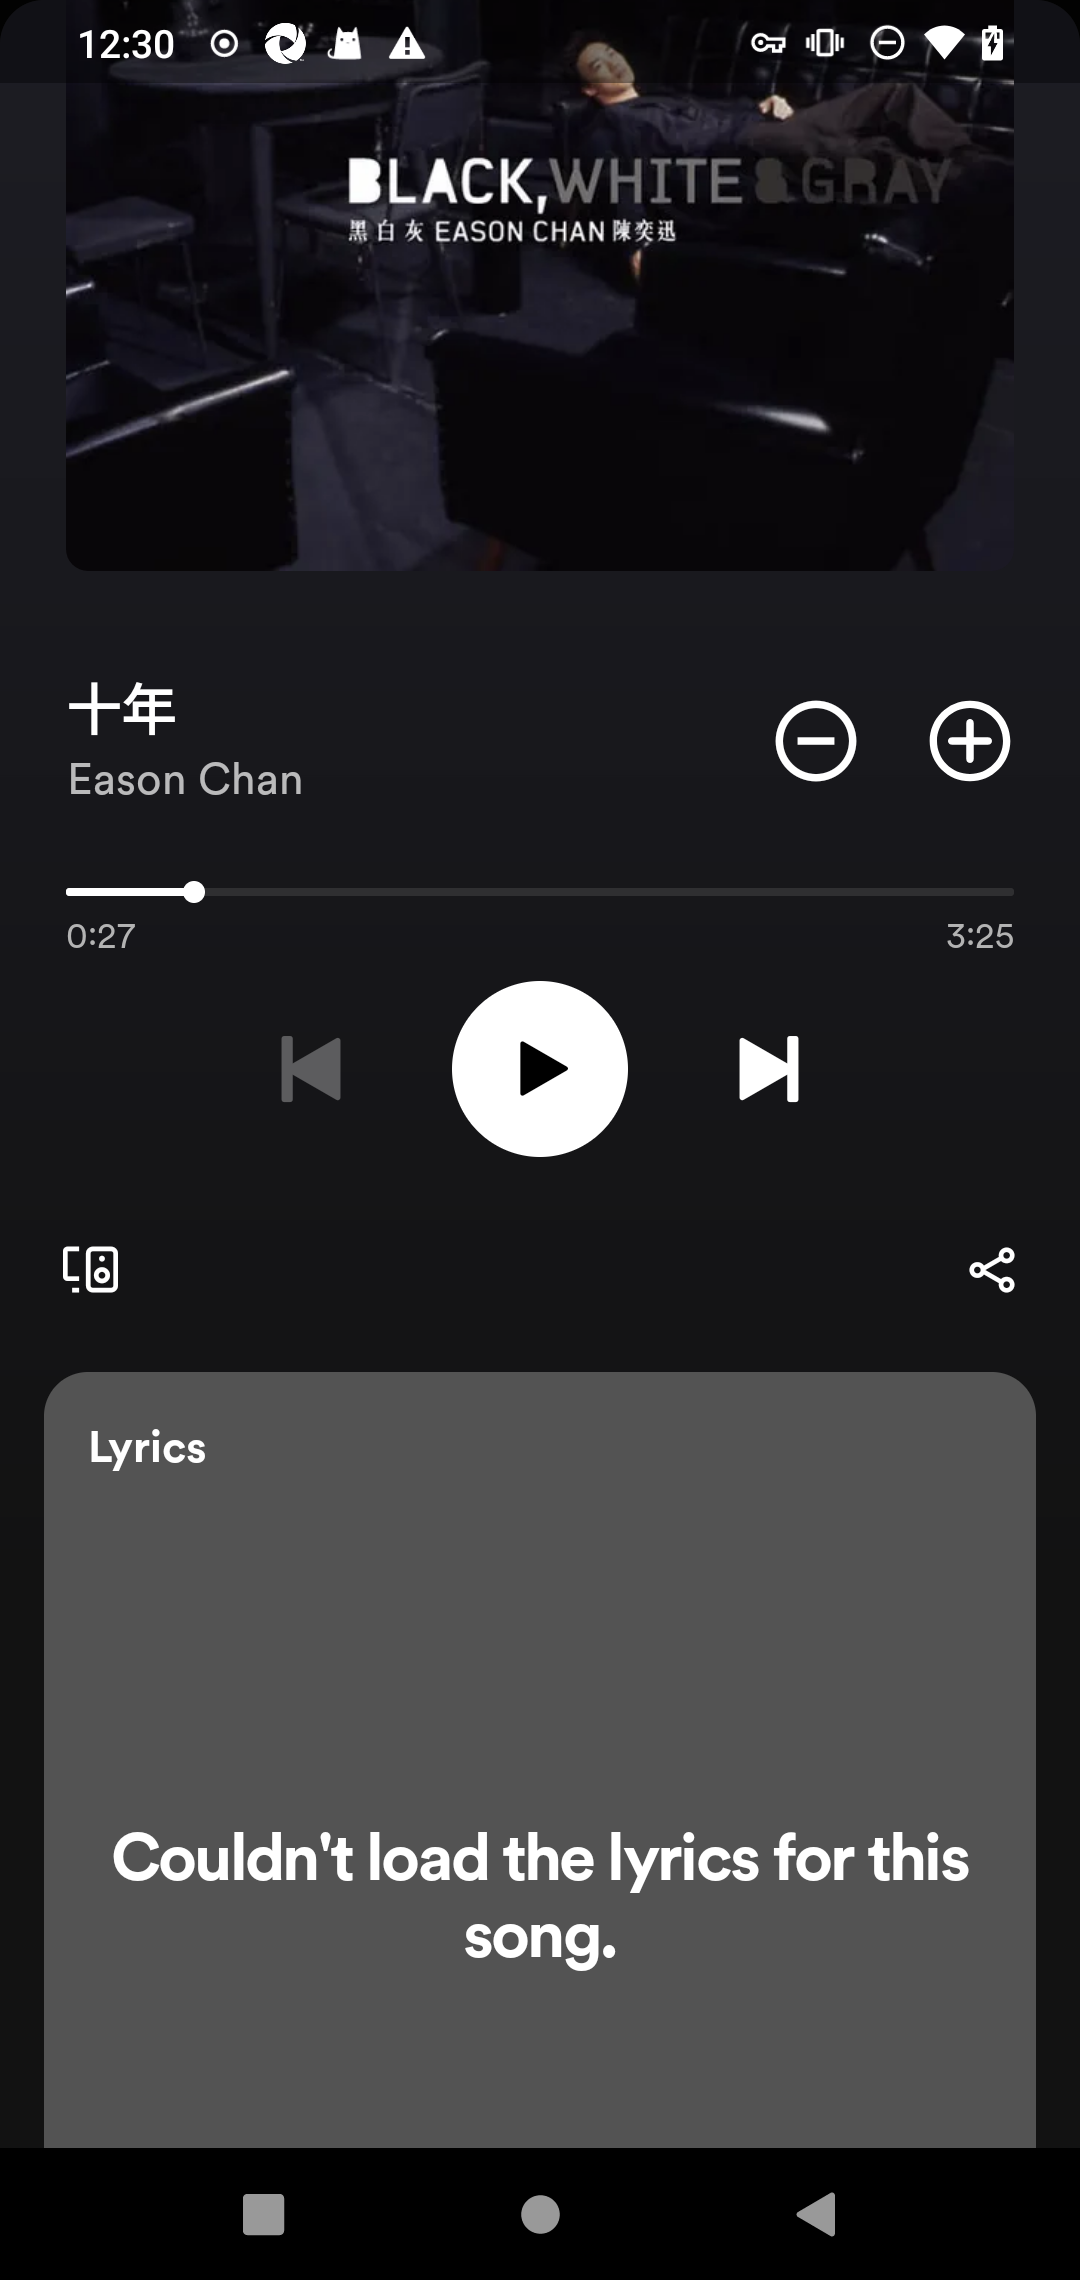 12:30
BLACK, WHITE & GRAY
黑白灰 EASON CHAN 陳奕迅
十年
Eason Chan
0:27
3:25
Lyrics
Couldn't load the lyrics for this
song.